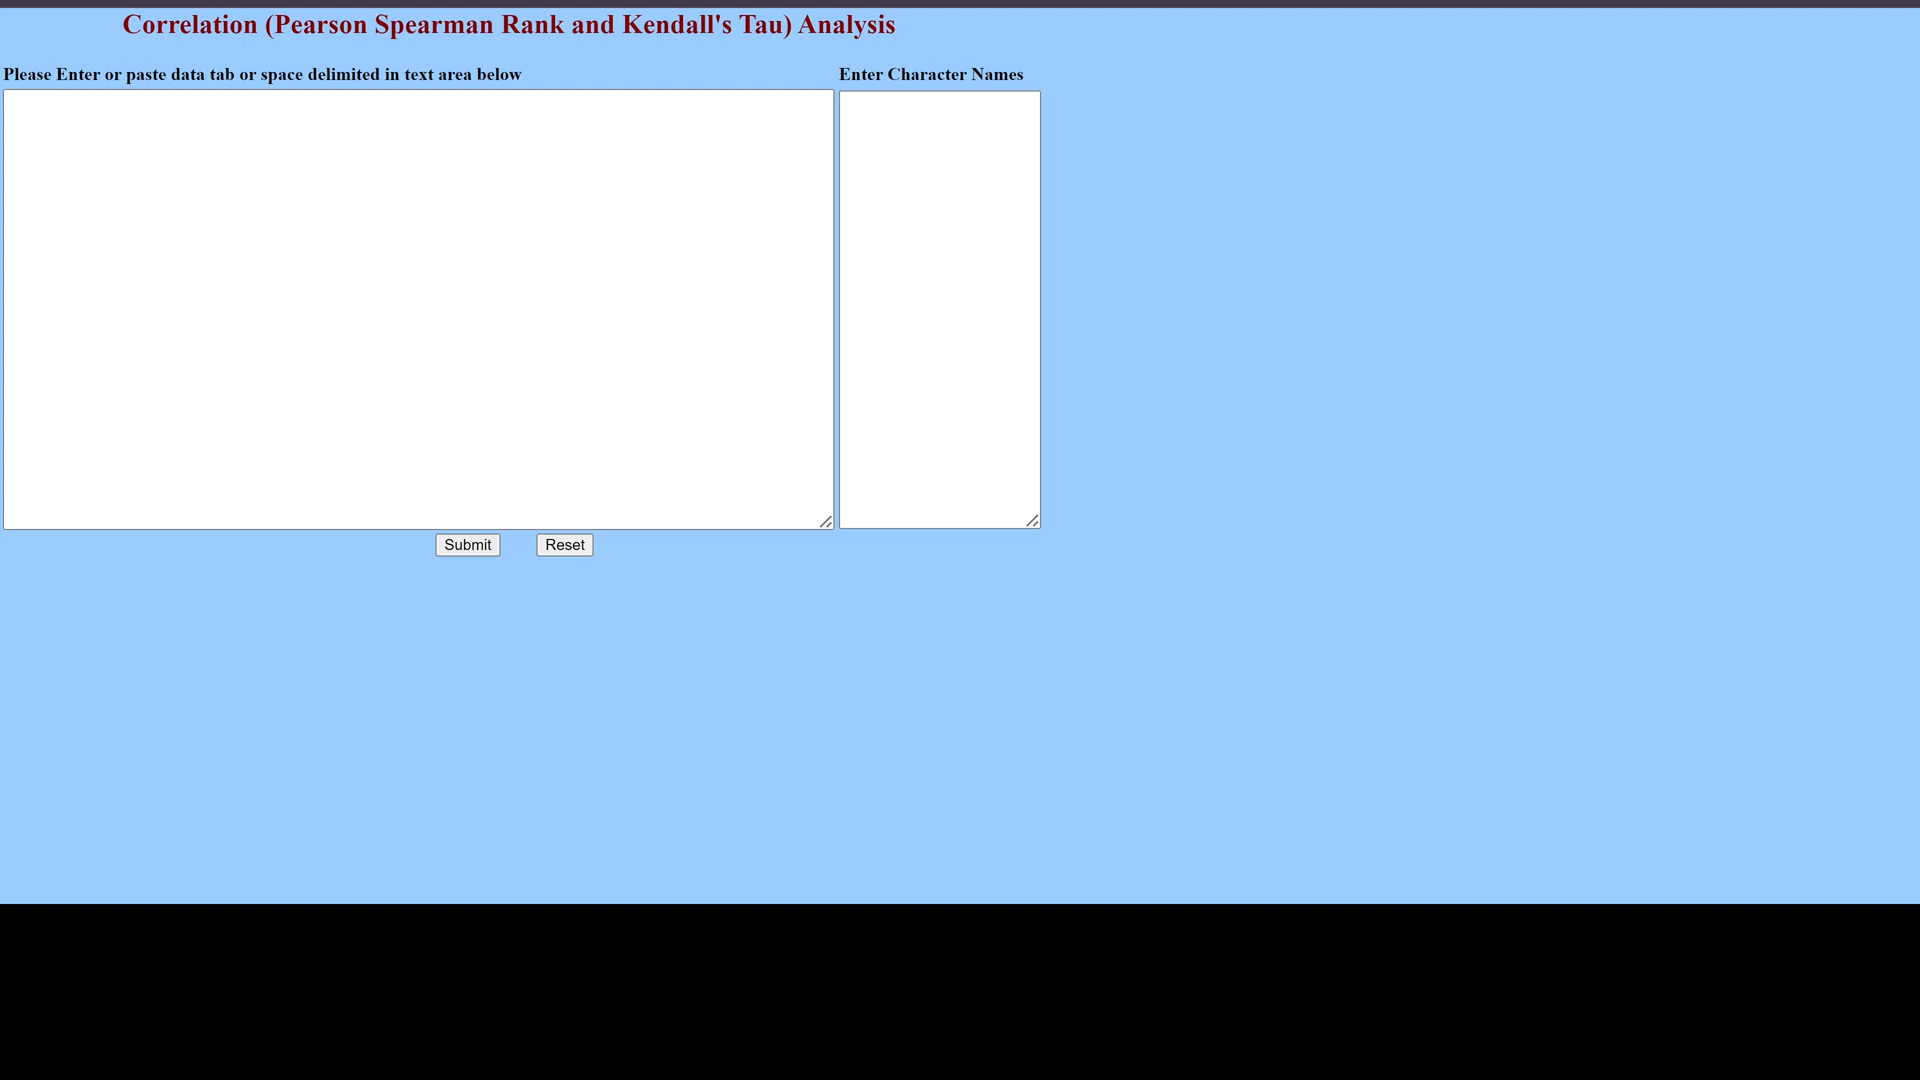 Correlation (Pearson Spearman Rank and Kendall's Tau) Analysis
Please Enter or paste data tab or space delimited in text area below
Enter Character Names
Submit
Reset